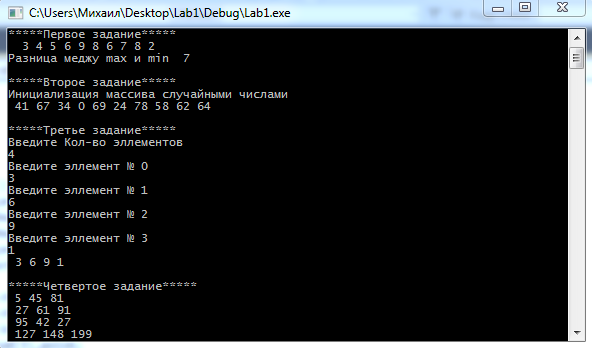 C:\Users\Михаил\Desktop\Lab1\Debug\Lab1.exe
*****Первое задание*****
3 4 5 6 9 8 6 7 8 2
Разница меджу max и min 7
*****Второе задание*****
Инициализация массива случайными числами
41 67 34 0 69 24 78 58 62 64
*****Третье задание*****
Введите Кол-во эллементов
4
Введите эллемент № 0
3
Введите эллемент № 1
6
Введите эллемент № 2
9
Введите эллемент № 3
1
3 6 9 1
*****Четвертое задание*****
5 45 81
27 61 91
95 42 27
127 148 199